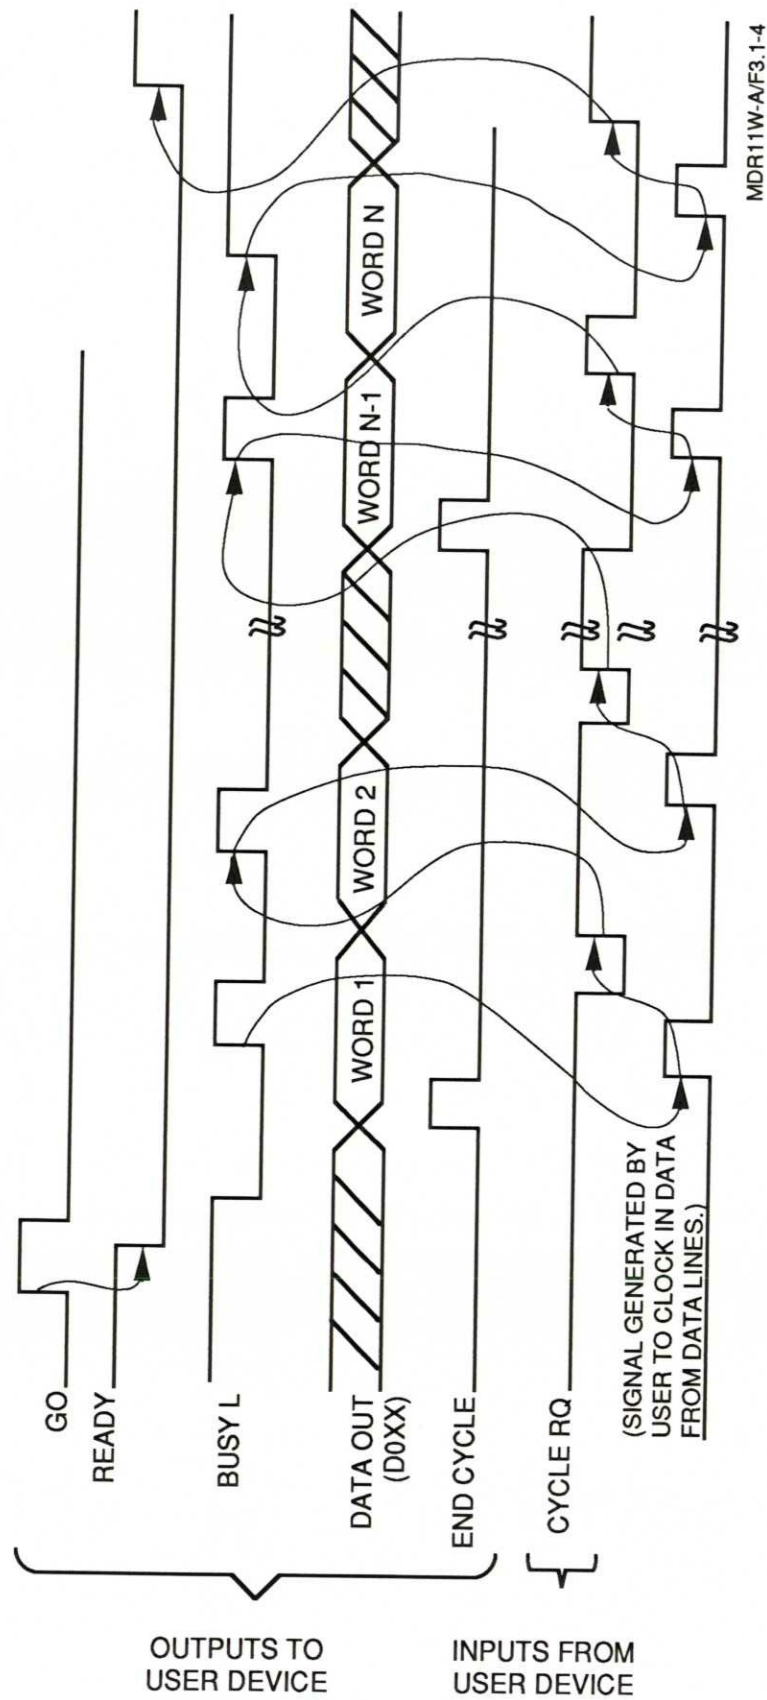 GO
READY
BUSY L
DATA OUT
(D0XX)
WORD 1
WORD 2
WORD N-1
WORD N
END CYCLE
CYCLE RQ
(SIGNAL GENERATED BY
USER TO CLOCK IN DATA
FROM DATA LINES.)
OUTPUTS TO
USER DEVICE
INPUTS FROM
USER DEVICE
MDR11W-A/F3.1-4